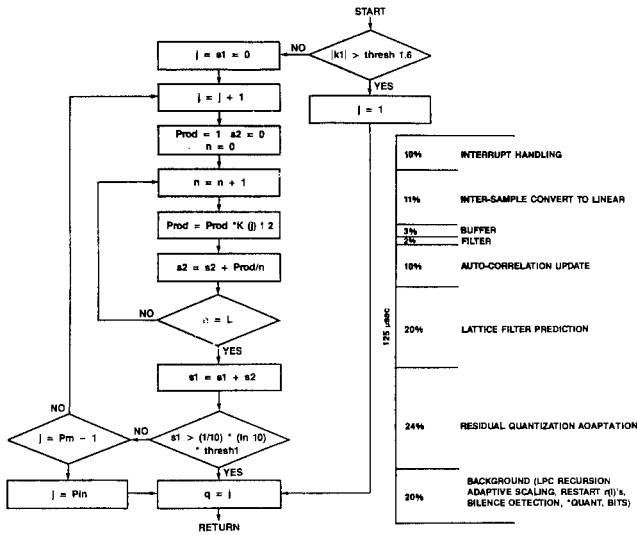 START
|k1| > thresh 1.6
NO
YES
j = s1 = 0
j = 1
j = j + 1
Prod = 1 s2 = 0
n = 0
n = n + 1
Prod = Prod *K (j) ↑ 2
s2 = s2 + Prod/n
n = L
NO
YES
s1 = s1 + s2
s1 > (1/10) * (ln 10)
* thresh1
NO
YES
j = Pm - 1
NO
j = Pin
q = j
RETURN
125 µsec
10% INTERRUPT HANDLING
11% INTER-SAMPLE CONVERT TO LINEAR
3% BUFFER
2% FILTER
10% AUTO-CORRELATION UPDATE
20% LATTICE FILTER PREDICTION
24% RESIDUAL QUANTIZATION AOAPTATION
20% BACKGROUND (LPC RECURSION
ADAPTIVE SCALING, RESTART r(l)'s,
BILENCE OETECTION, *QUANT, BITS)